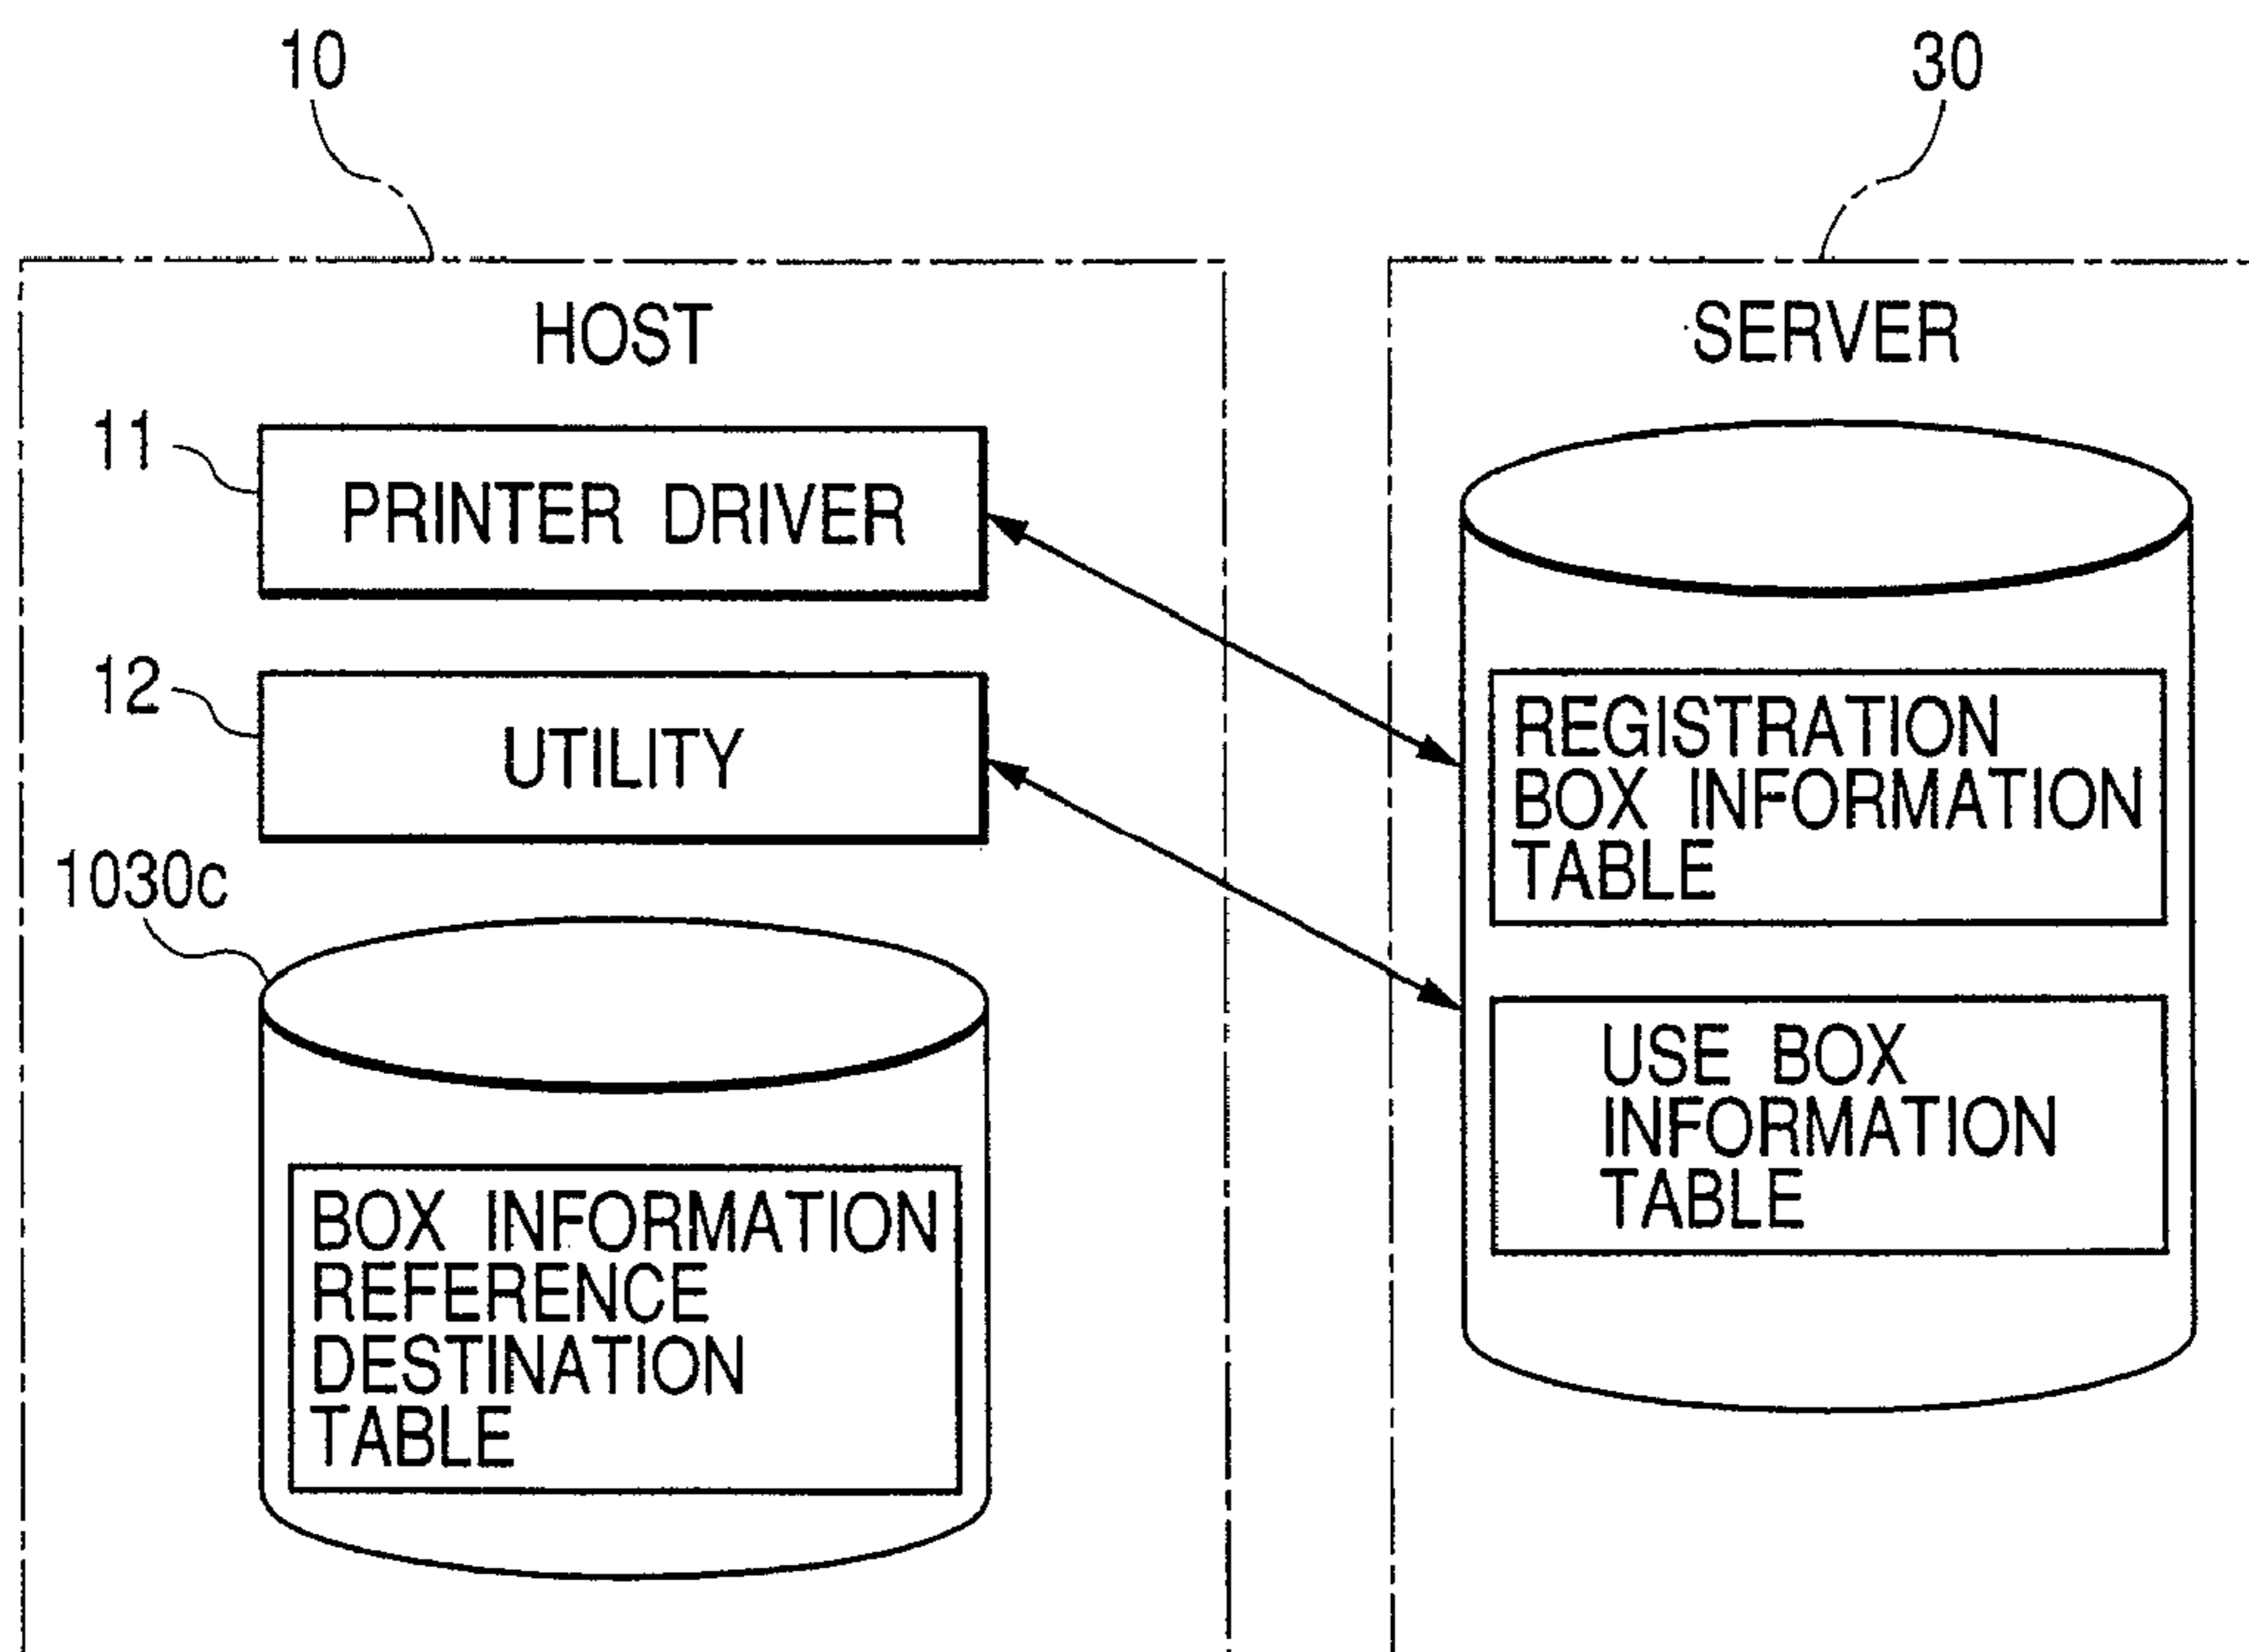 10
30
HOST
SERVER
11
PRINTER DRIVER
12
UTILITY
REGISTRATION
BOX INFORMATION
TABLE
1030c
USE BOX
INFORMATION
TABLE
BOX INFORMATION
REFERENCE
DESTINATION
TABLE